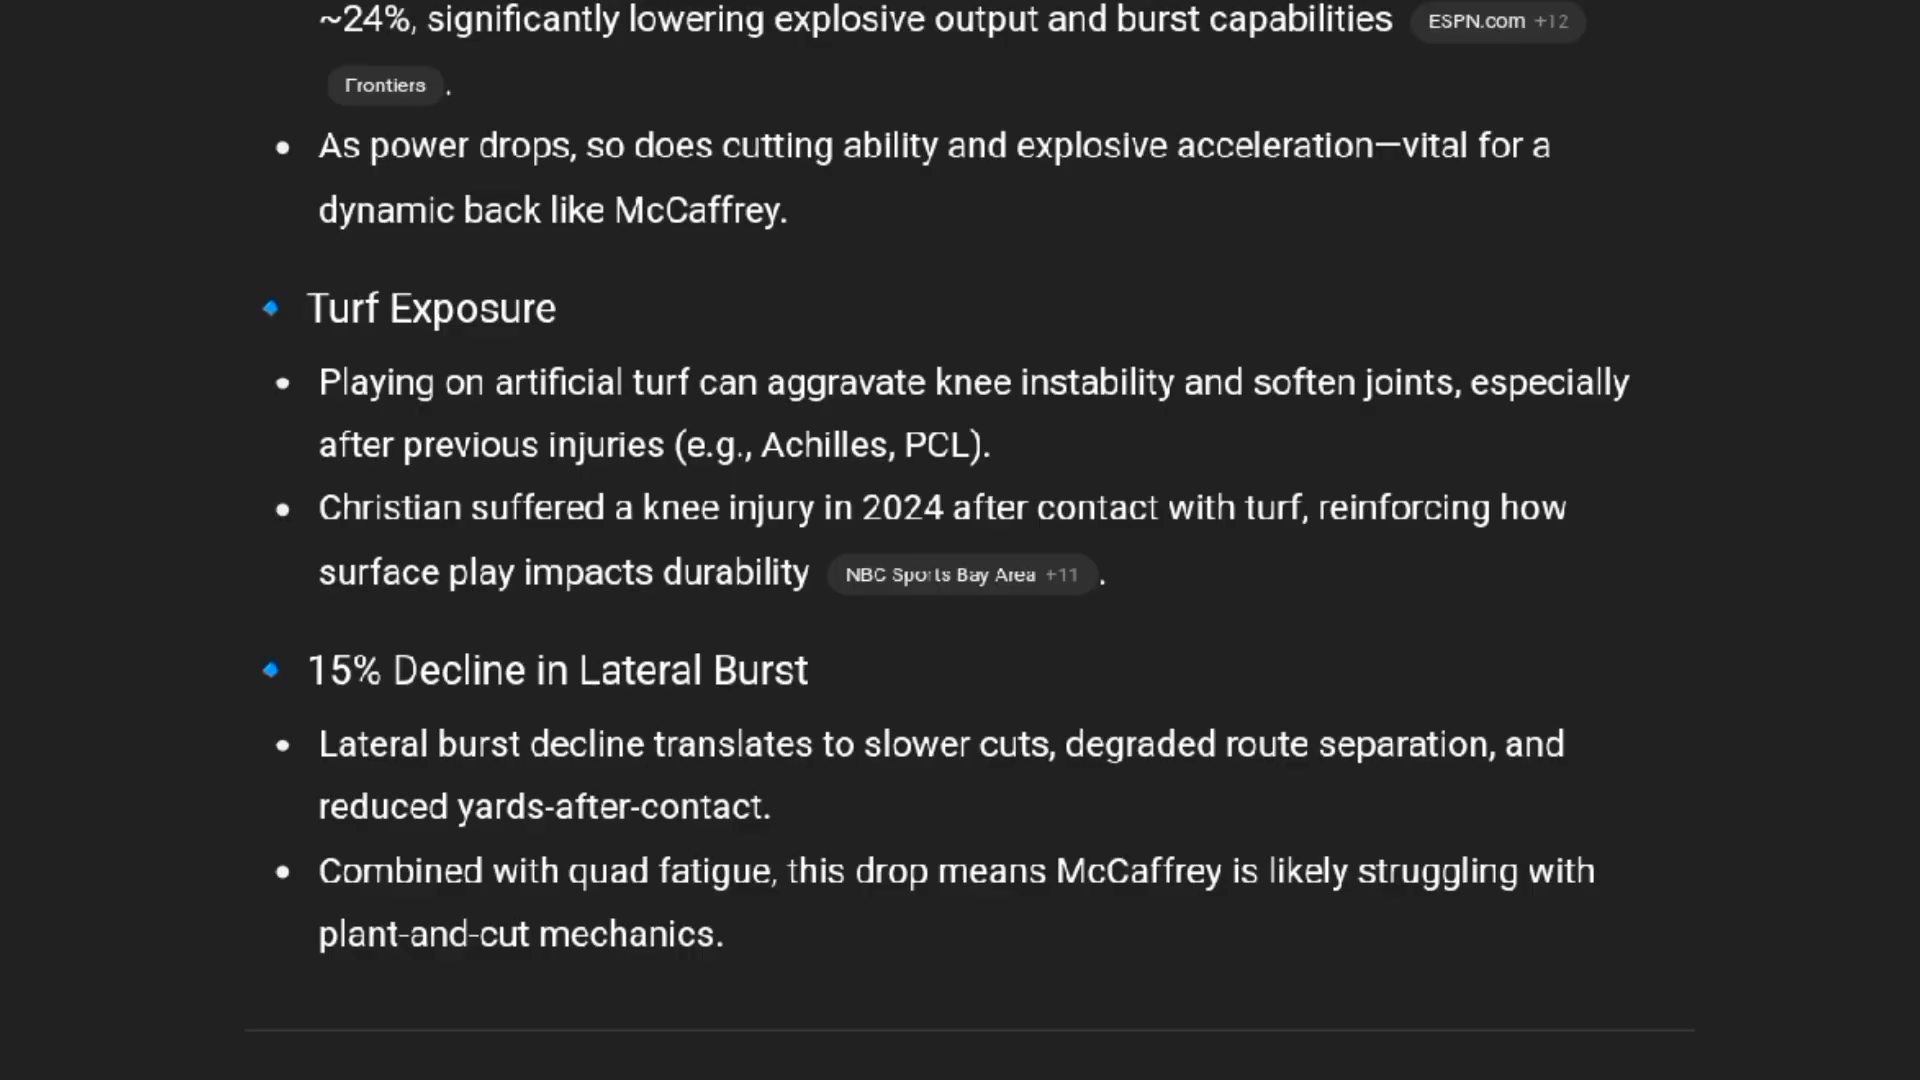 ~24%, significantly lowering explosive output and burst capabilities ESPN.com +12
Frontiers .
• As power drops, so does cutting ability and explosive acceleration—vital for a
dynamic back like McCaffrey.
🔹 Turf Exposure
• Playing on artificial turf can aggravate knee instability and soften joints, especially
after previous injuries (e.g., Achilles, PCL).
• Christian suffered a knee injury in 2024 after contact with turf, reinforcing how
surface play impacts durability NBC Sports Bay Area +11 .
🔹 15% Decline in Lateral Burst
• Lateral burst decline translates to slower cuts, degraded route separation, and
reduced yards-after-contact.
• Combined with quad fatigue, this drop means McCaffrey is likely struggling with
plant-and-cut mechanics.